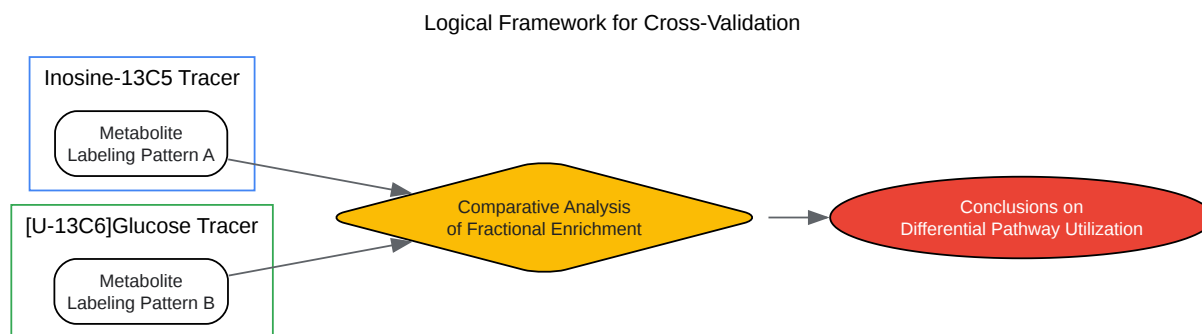 Logical Framework for Cross-Validation
Inosine-13C5 Tracer
Metabolite
Labeling Pattern A
[U-13C6]Glucose Tracer
Metabolite
Labeling Pattern B
Comparative Analysis
of Fractional Enrichment
Conclusions on
Differential Pathway Utilization